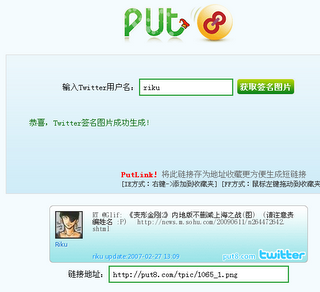 PUT 8
输入Twitter用户名: riku 获取签名图片
恭喜, Twitter签名图片成功生成!
PutLink! 将此链接存为地址收藏更方便生成短链接
[IE方式:右键->添加到收藏夹] [FF方式:鼠标左键拖动到收藏夹]
RT @Glif: 《变形金刚2》内地版不删减上海之战(图) (请注意责
编姓名:P) http://news.m.sohu.com/20090611/n264472642.
shtml
Riku
riku update:2007-02-27 13:09
put8.com twitter
链接地址: http://put8.com/tpic/1065_1.png